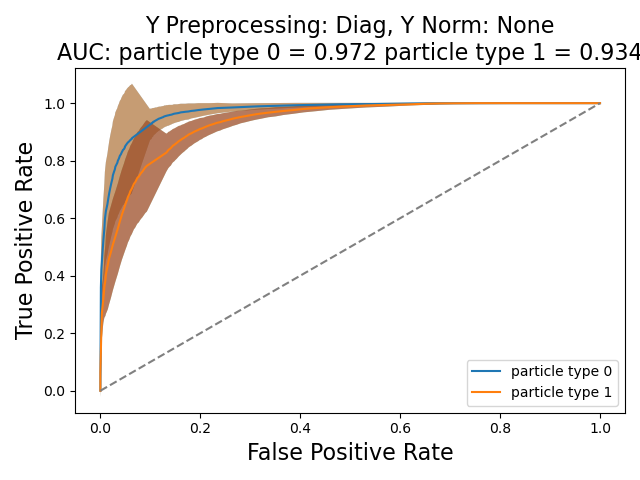 Y Preprocessing: Diag, Y Norm: None
AUC: particle type 0 = 0.972 particle type 1 = 0.934
True Positive Rate
1.0
0.8
0.6
0.4
0.2
0.0
particle type 0
particle type 1
0.0 0.2 0.4 0.6 0.8 1.0
False Positive Rate